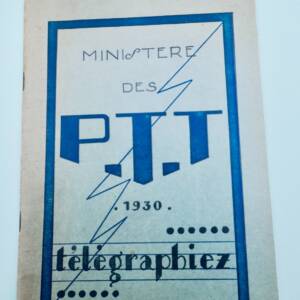 MINISTERE
DES
P.T.T
. 1930 .
télégraphiez